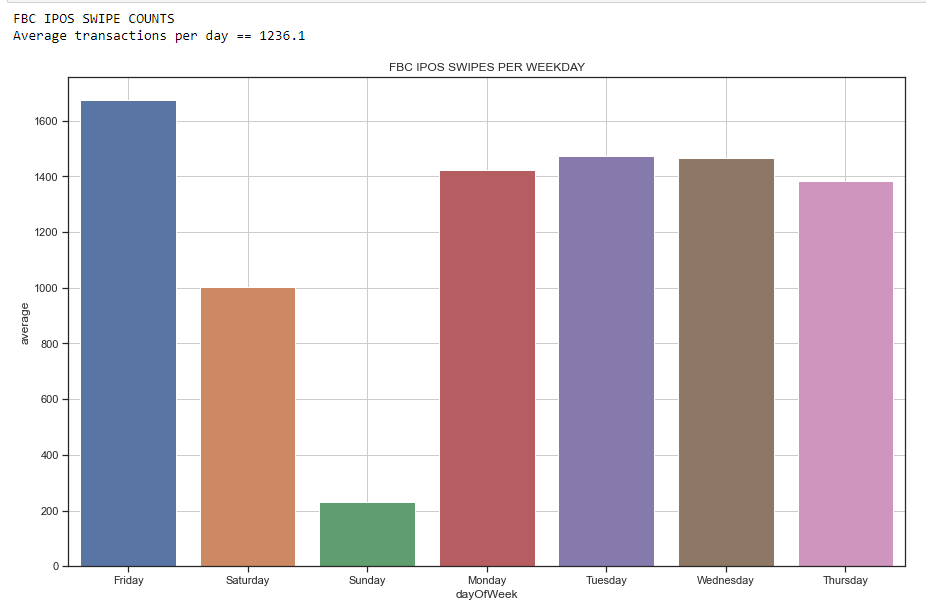 FBC IPOS SWIPE COUNTS
Average transactions per day == 1236.1
FBC IPOS SWIPES PER WEEKDAY
average
1600
1400
1200
1000
800
600
400
200
0
Friday Saturday Sunday Monday Tuesday Wednesday Thursday
dayOfWeek